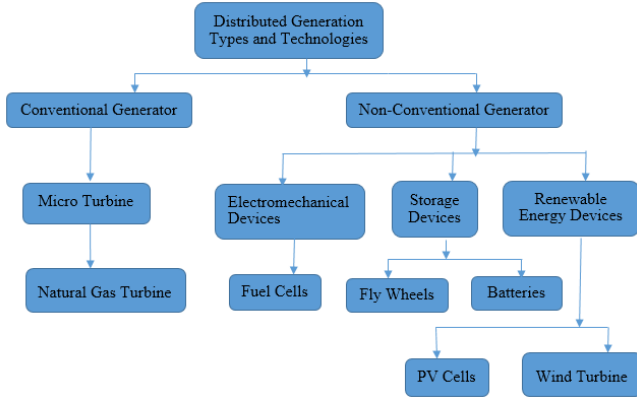 Distributed Generation
Types and Technologies
Conventional Generator
Non-Conventional Generator
Micro Turbine
Electromechanical
Devices
Storage
Devices
Renewable
Energy Devices
Natural Gas Turbine
Fuel Cells
Fly Wheels
Batteries
PV Cells
Wind Turbine